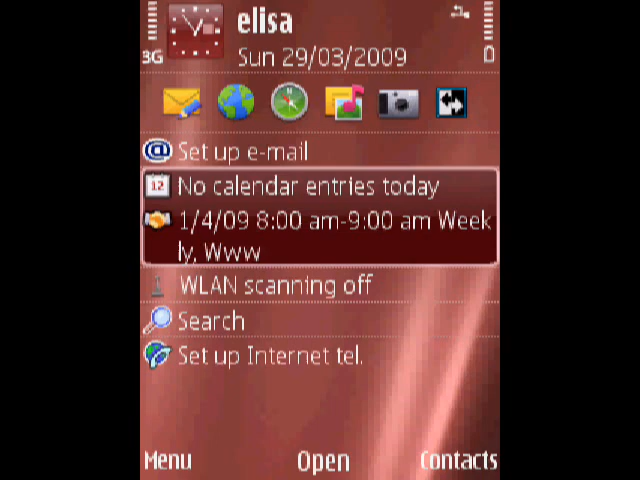 elisa
3G
Sun 29/03/2009
Set up e-mail
12
No calendar entries today
1/4/09 8:00 am-9:00 am Week
ly, Www
WLAN scanning off
Search
Set up Internet tel.
Menu Open Contacts